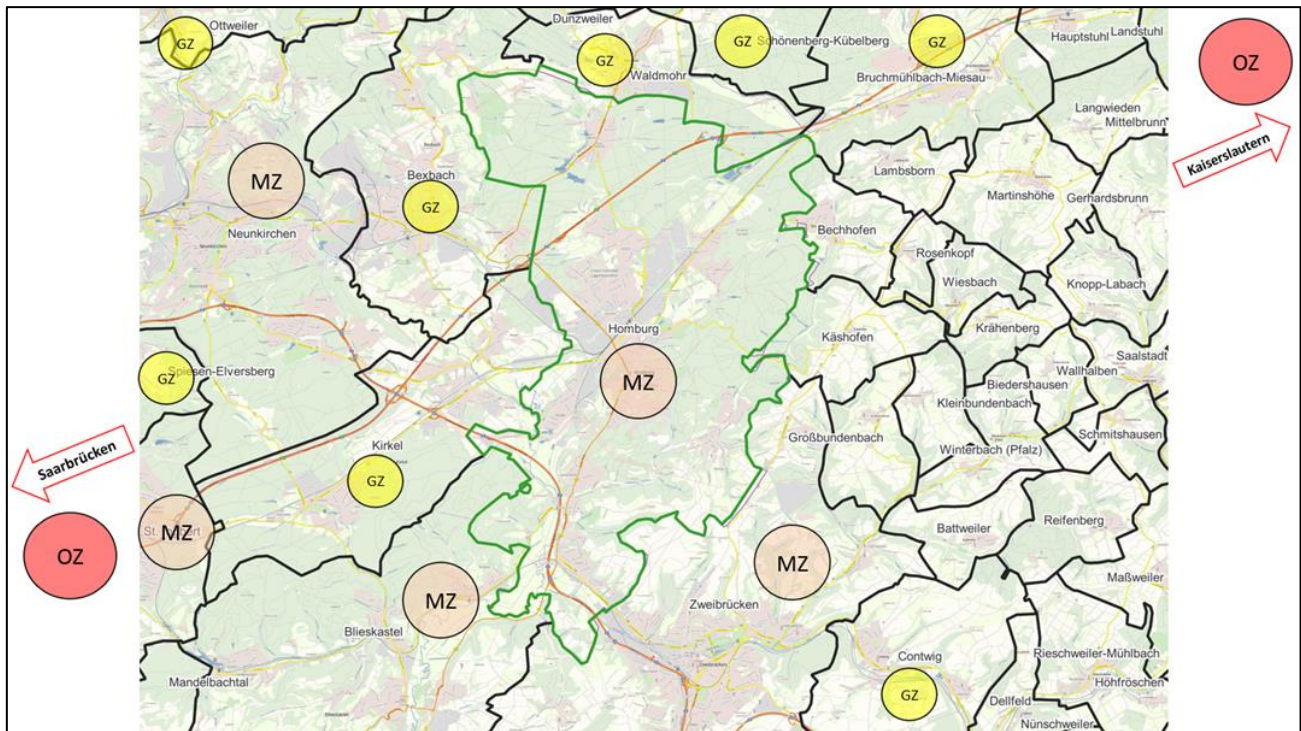 Ottweiler
GZ
Dunzweiler
GZ
Waldmohr
GZ
Schönenberg-Kübelberg
GZ
Bruchmühlbach-Miesau
Hauptstuhl
Landstuhl
OZ
Kaiserslautern
Langwieden
Mittelbrunn
MZ
Neunkirchen
Bexbach
GZ
Lambsborn
Martinshöhe
Gerhardsbrunn
Bechhofen
Rosenkopf
Wiesbach
Knopp-Labach
Homburg
MZ
Käshofen
Krähenberg
Saalstadt
Wallhalben
Biedershausen
Kleinbundenbach
Schmitshausen
Großbundenbach
Winterbach (Pfalz)
GZ
Spiesen-Elversberg
Saarbrücken
OZ
Kirkel
GZ
MZ
MZ
Blieskastel
Mandelbachtal
MZ
Zweibrücken
Battweiler
Reifenberg
Maßweiler
Contwig
GZ
Rieschweiler-Mühlbach
Höhfröschen
Dellfeld
Nünschweiler